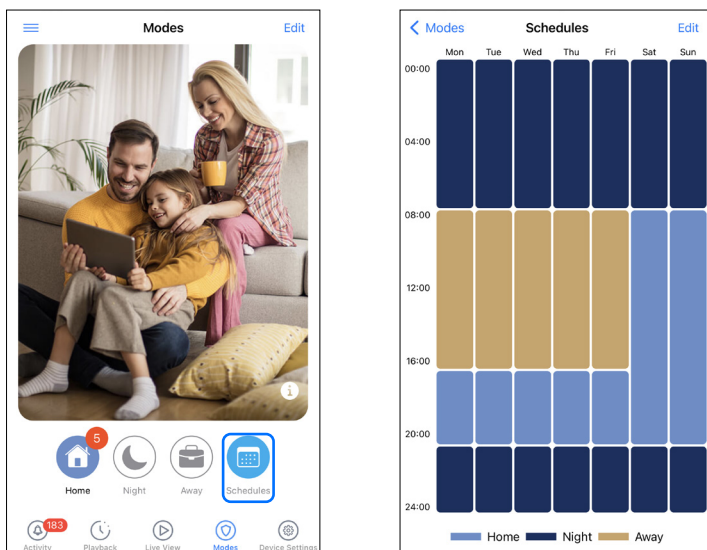 Modes
Edit
5
Home
Night
Away
Schedules
183
Activity
Playback
Live View
Modes
Device Settings
Modes
Schedules
Edit
Mon Tue Wed Thu Fri Sat Sun
00:00
04:00
08:00
12:00
16:00
20:00
24:00
Home Night Away